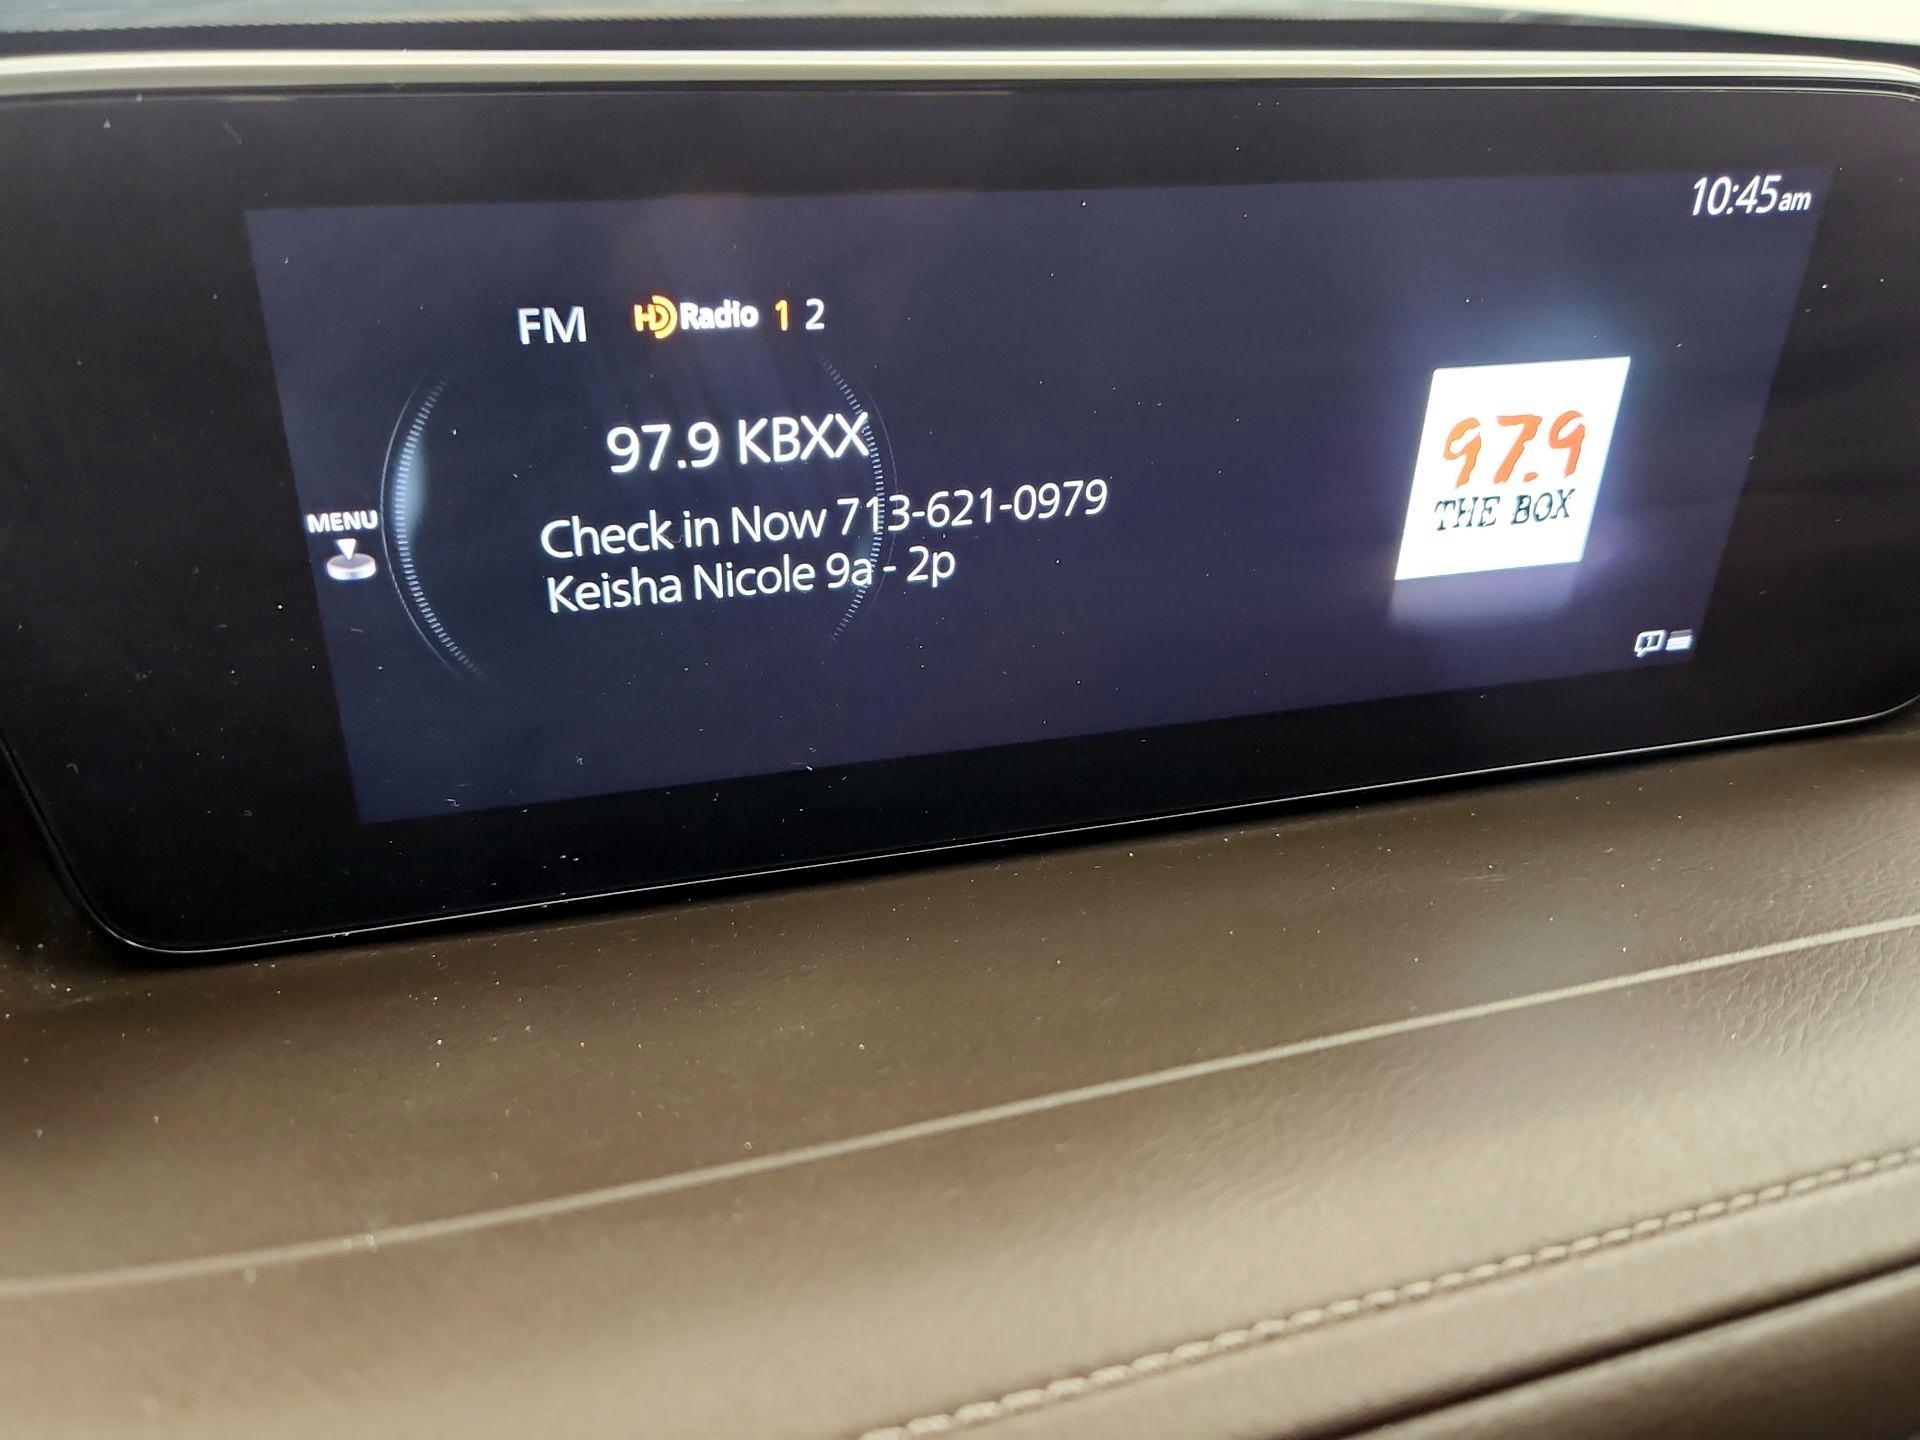 10:45am
FM HD Radio 1 2
97.9 KBXX
Check in Now 713-621-0979
Keisha Nicole 9a - 2p
MENU
97.9
THE BOX
1